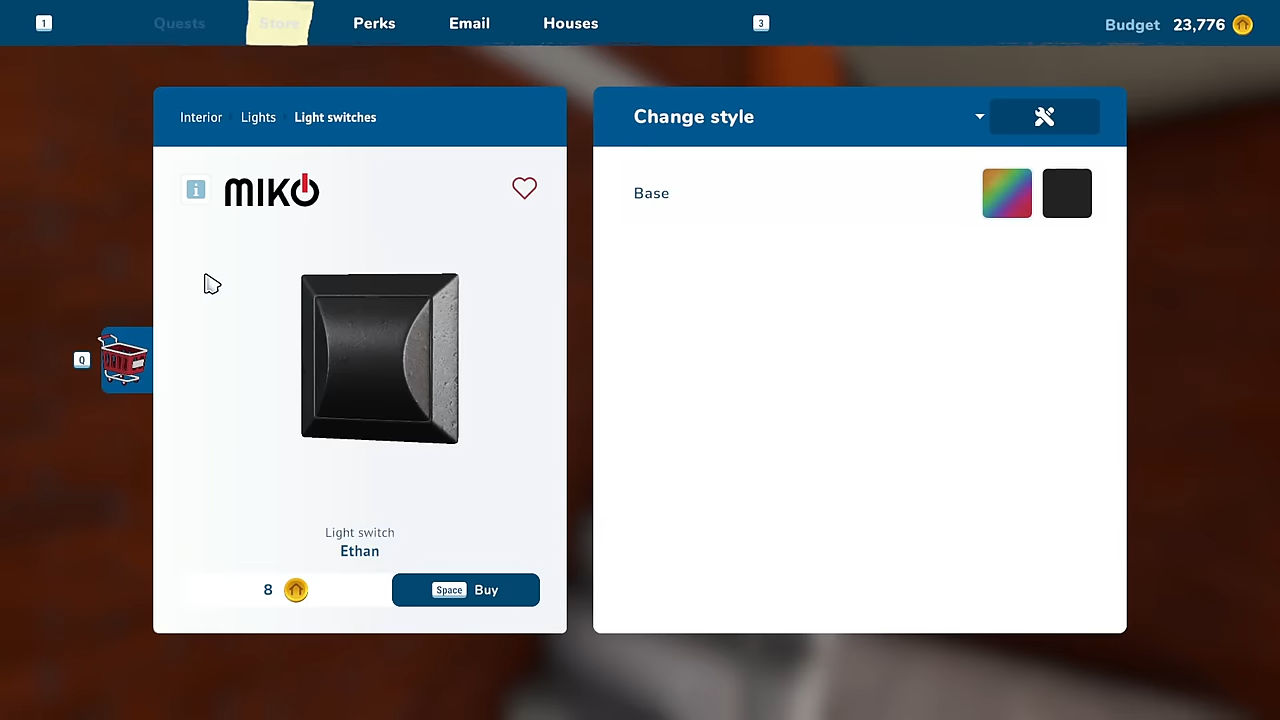 1 Quests Store Perks Email Houses 3 Budget 23,776
Interior Lights Light switches
Change style
i MIKO
Base
Q
Light switch
Ethan
8 Space Buy